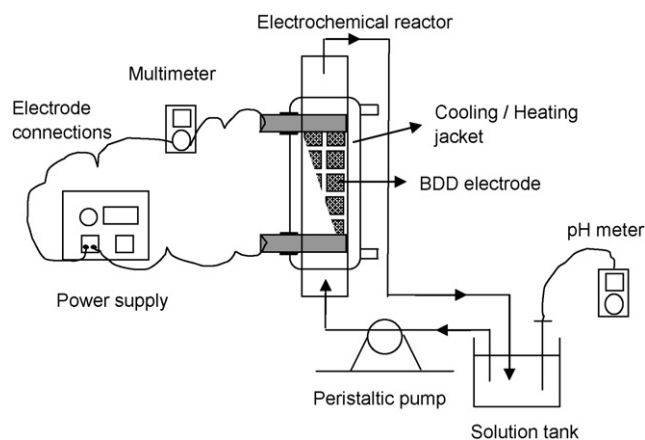 Electrochemical reactor
Multimeter
Electrode
connections
Cooling / Heating
jacket
BDD electrode
pH meter
Power supply
Peristaltic pump
Solution tank